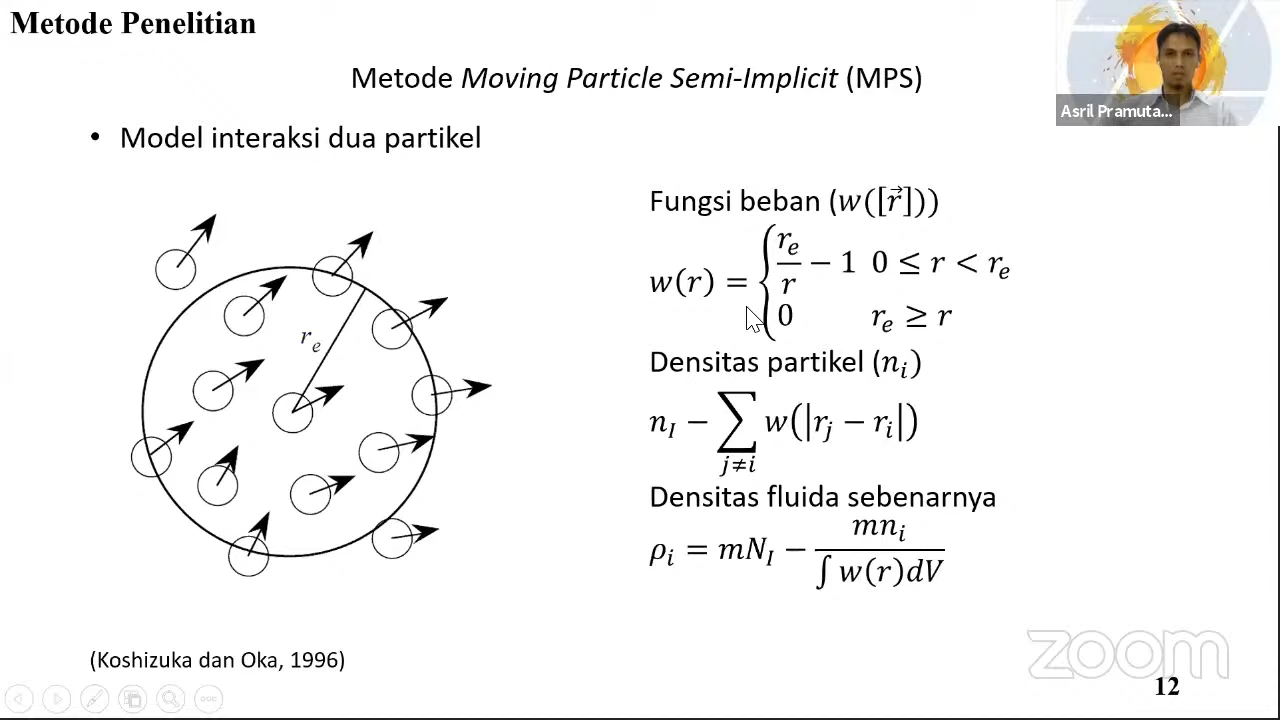 Metode Penelitian
Asril Pramuta...
Metode Moving Particle Semi-Implicit (MPS)
• Model interaksi dua partikel
r_e
Fungsi beban (w([r⃗]))
w(r) = { r_e/r − 1  0 ≤ r < r_e
0  r_e ≥ r
Densitas partikel (n_i)
n_I − ∑_{j≠i} w(|r_j − r_i|)
Densitas fluida sebenarnya
ρ_i = mN_I − mn_i / ∫ w(r)dV
(Koshizuka dan Oka, 1996)
zoom
12